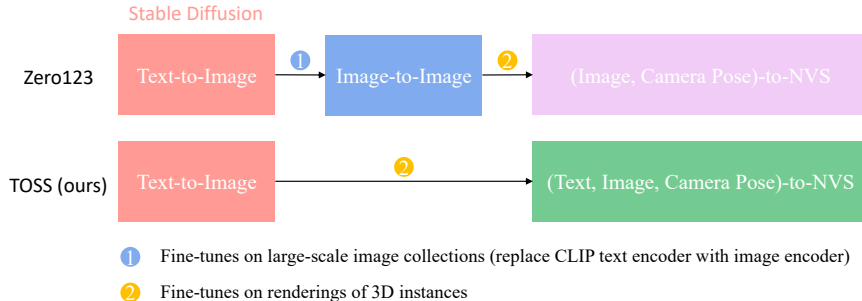 Stable Diffusion
Zero123
Text-to-Image
1
Image-to-Image
2
(Image, Camera Pose)-to-NVS
TOSS (ours)
Text-to-Image
2
(Text, Image, Camera Pose)-to-NVS
1 Fine-tunes on large-scale image collections (replace CLIP text encoder with image encoder)
2 Fine-tunes on renderings of 3D instances